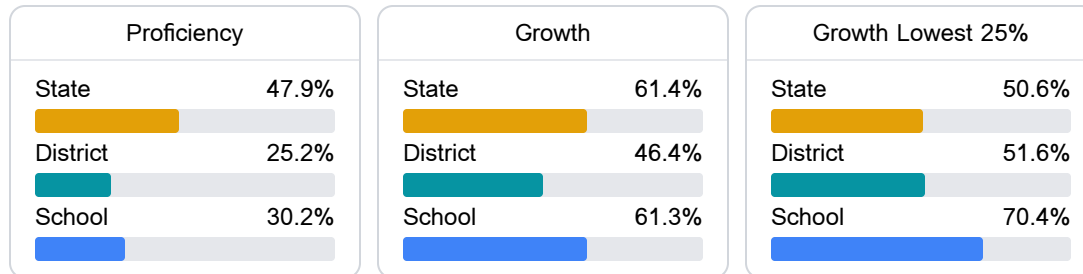 Proficiency
State 47.9%
District 25.2%
School 30.2%
Growth
State 61.4%
District 46.4%
School 61.3%
Growth Lowest 25%
State 50.6%
District 51.6%
School 70.4%